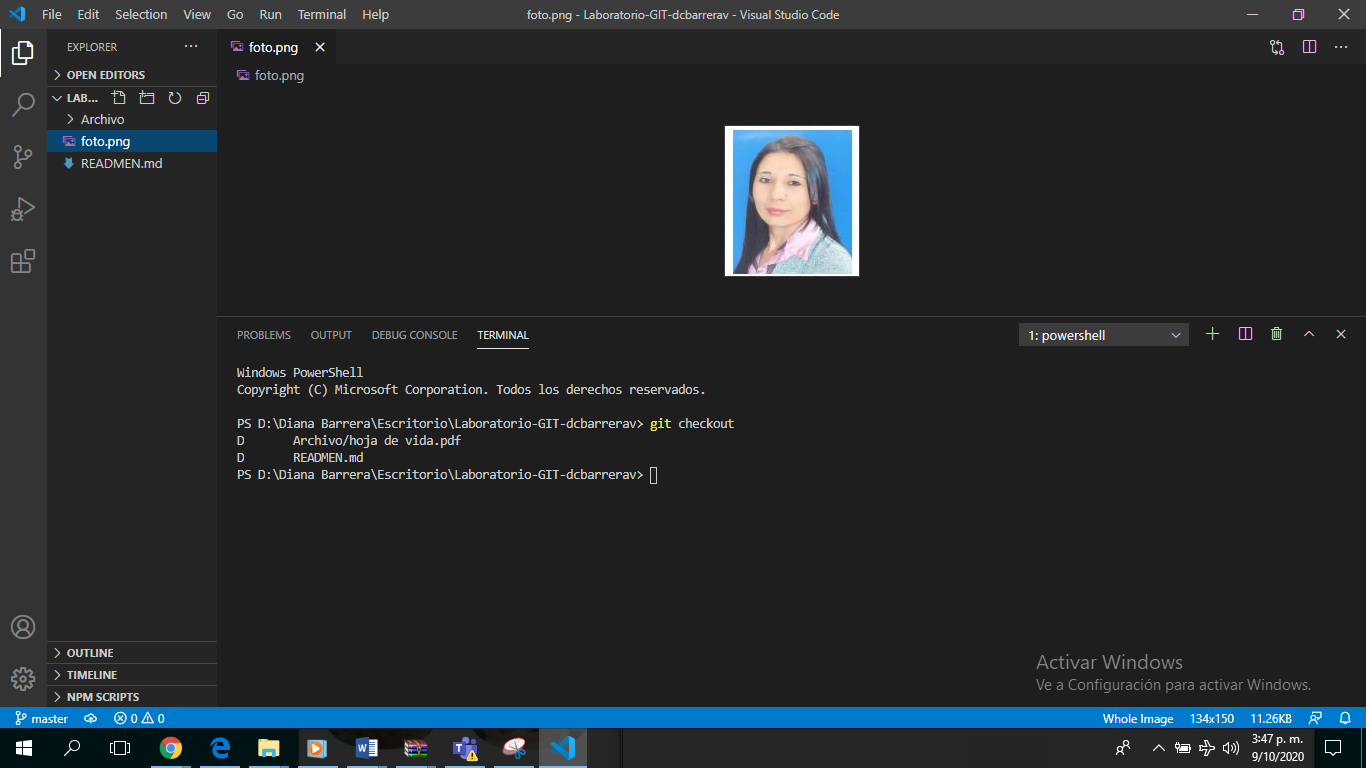 File Edit Selection View Go Run Terminal Help
foto.png - Laboratorio-GIT-dcbarrerav - Visual Studio Code
EXPLORER
OPEN EDITORS
LAB...
Archivo
foto.png
READMEN.md
OUTLINE
TIMELINE
NPM SCRIPTS
foto.png
foto.png
PROBLEMS OUTPUT DEBUG CONSOLE TERMINAL
1: powershell
Windows PowerShell
Copyright (C) Microsoft Corporation. Todos los derechos reservados.
PS D:\Diana Barrera\Escritorio\Laboratorio-GIT-dcbarrerav> git checkout
D Archivo/hoja de vida.pdf
D READMEN.md
PS D:\Diana Barrera\Escritorio\Laboratorio-GIT-dcbarrerav>
Activar Windows
Ve a Configuración para activar Windows.
master 0 0 Whole Image 134x150 11.26KB
3:47 p. m.
9/10/2020